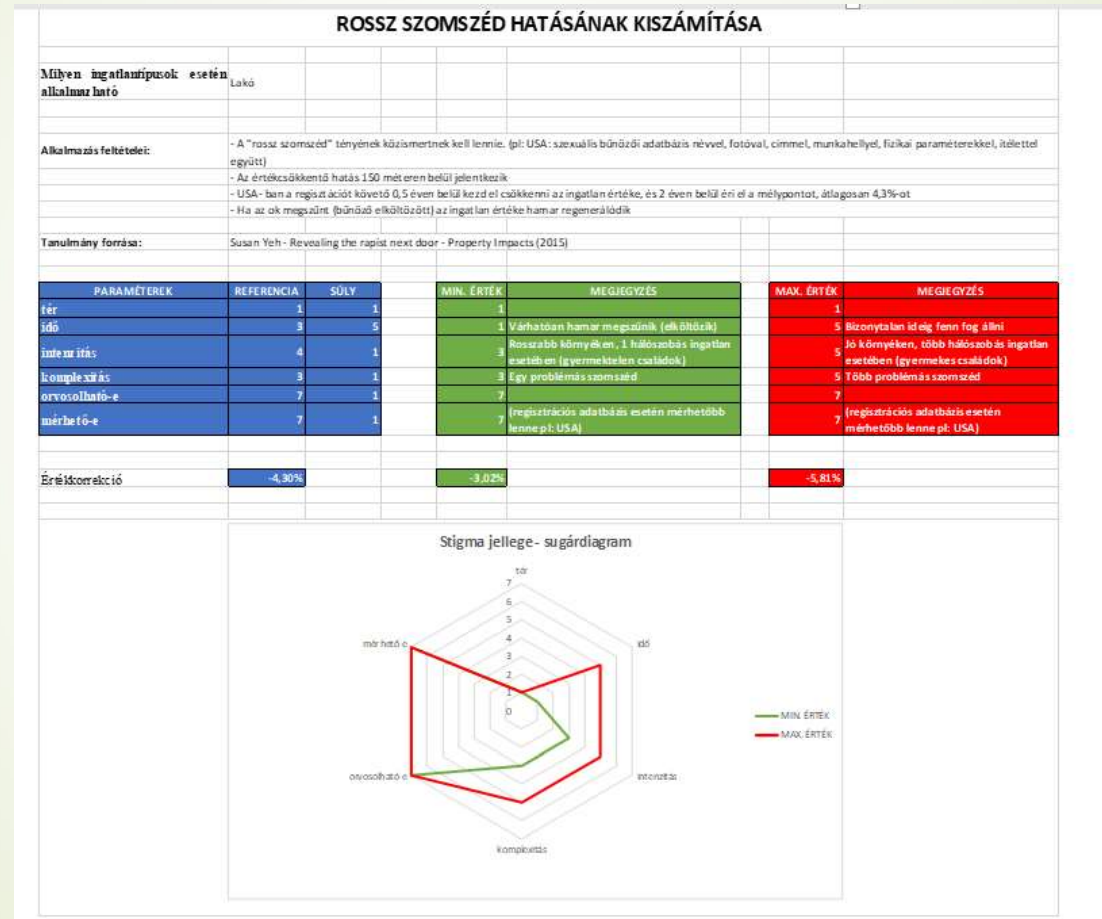 ROSSZ SZOMSZÉD HATÁSÁNAK KISZÁMÍTÁSA
Milyen ingatlantípusok esetén
alkalmazható
Lakó
Alkalmazás feltételei:
- A "rossz szomszéd" tényének közismertnek kell lennie. (pl: USA: szexuális bűnözői adatbázis névvel, fotóval, címmel, munkahellyel, fizikai paraméterekkel, ítélettel
együtt)
- Az értékcsökkentő hatás 150 méteren belül jelentkezik
- USA- ban a regisztációt követő 0,5 éven belül kezd el csökkenni az ingatlan értéke, és 2 éven belül éri el a mélypontot, átlagosan 4,3%-ot
- Ha az ok megszűnt (bűnöző elköltözött) az ingatlan értéke hamar regenerálódik
Tanulmány forrása: Susan Yeh - Revealing the rapist next door - Property Impacts (2015)
PARAMÉTEREK REFERENCIA SÚLY MIN. ÉRTÉK MEGJEGYZÉS MAX. ÉRTÉK MEGJEGYZÉS
tér 1 1 1 1
idő 3 5 1 Várhatóan hamar megszűnik (elköltözik) 5 Bizonytalan ideig fenn fog állni
intenzitás 4 1 3 Rosszabb környéken, 1 hálószobás ingatlan esetében (gyermektelen családok) 5 Jó környéken, több hálószobás ingatlan esetében (gyermekes családok)
komplexitás 3 1 3 Egy problémás szomszéd 5 Több problémás szomszéd
orvosolható-e 7 1 7 7
mérhető-e 7 1 7 (regisztrációs adatbázis esetén mérhetőbb lenne pl: USA) 7 (regisztrációs adatbázis esetén mérhetőbb lenne pl: USA)
Értékkorrekció -4,30% -3,02% -5,81%
Stigma jellege- sugárdiagram
tér
7
6
5
4
3
2
1
0
mérhető-e
idő
MIN. ÉRTÉK
MAX. ÉRTÉK
orvosolható-e
intenzitás
komplexitás